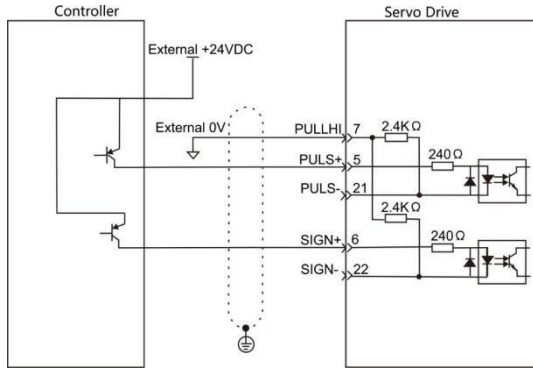 Controller
Servo Drive
External +24VDC
External 0V
PULLHI 7
2.4KΩ
PULS+ 5
240Ω
PULS- 21
2.4KΩ
SIGN+ 6
240Ω
SIGN- 22